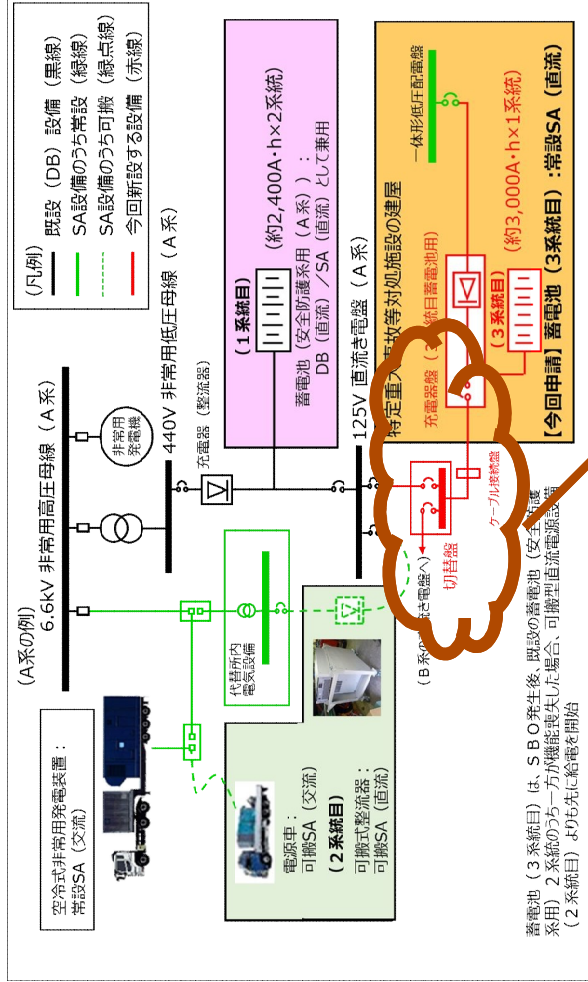 (凡例)
既設（DB）設備（黒線）
SA設備のうち常設（緑線）
SA設備のうち可搬（緑点線）
今回新設する設備（赤線）
(A系の例)
6.6kV 非常用高圧母線（Ａ系）
非常用
発電機
440V 非常用低圧母線（Ａ系）
充電器（整流器）
空冷式非常用発電装置：
常設SA（交流）
代替所内
電気設備
電源車：
可搬SA（交流）
(２系統目)
可搬式整流器：
可搬SA（直流）
(１系統目)
(約2,400A･h×2系統)
蓄電池（安全防護系用（Ａ系））：
DB（直流）／SA（直流）として兼用
125V 直流き電盤（Ａ系）
(Ｂ系の
き電盤へ)
切替盤
ケーブル接続盤
特定重大事故等対処施設の建屋
充電器盤（
統目蓄電池用）
一体形低圧配電盤
(３系統目)
(約3,000A･h×1系統)
【今回申請】蓄電池（3系統目）:常設SA（直流）
蓄電池（３系統目）は、ＳＢＯ発生後、既設の蓄電池（安全防護
系用）２系統のうち一方が機能喪失した場合、可搬型直流電源設備
（２系統目）よりも先に給電を開始